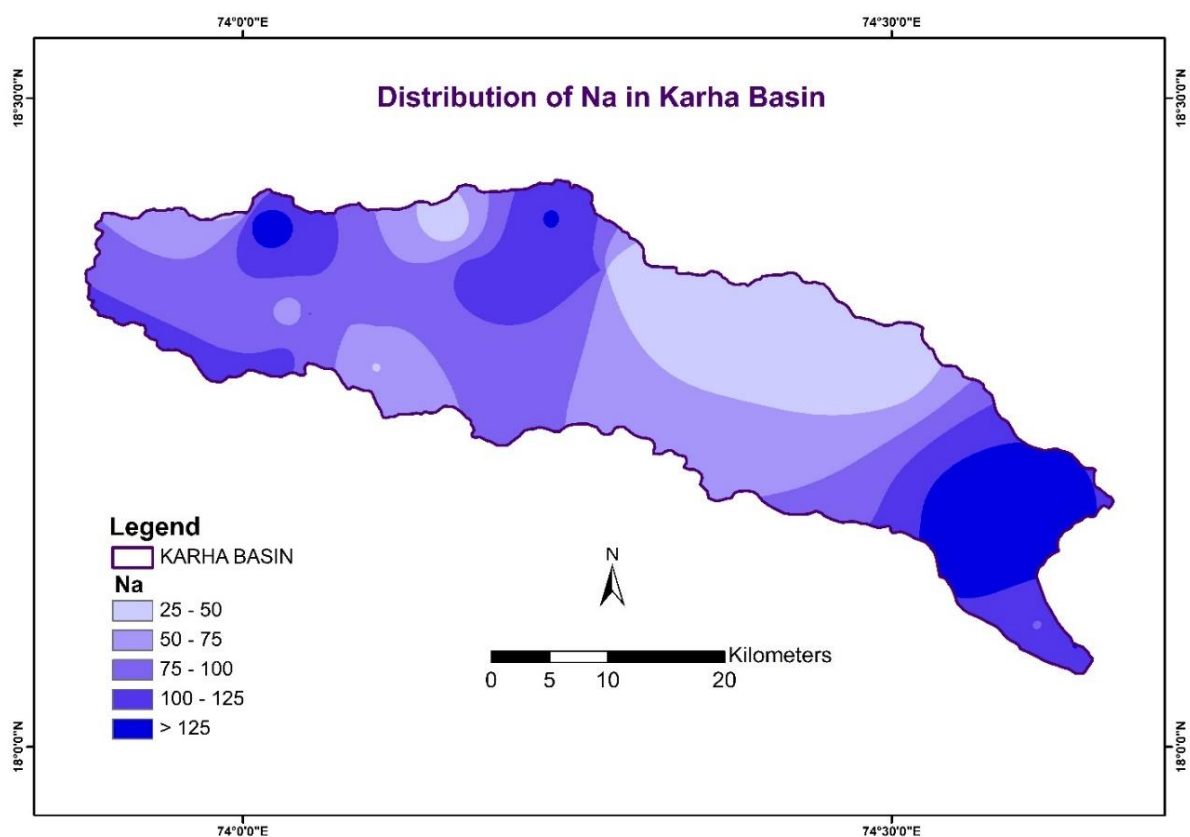 74°0'0"E
74°30'0"E
18°30'0"N
18°30'0"N
Distribution of Na in Karha Basin
Legend
KARHA BASIN
Na
25 - 50
50 - 75
75 - 100
100 - 125
> 125
N
Kilometers
0 5 10 20
18°0'0"N
18°0'0"N
74°0'0"E
74°30'0"E